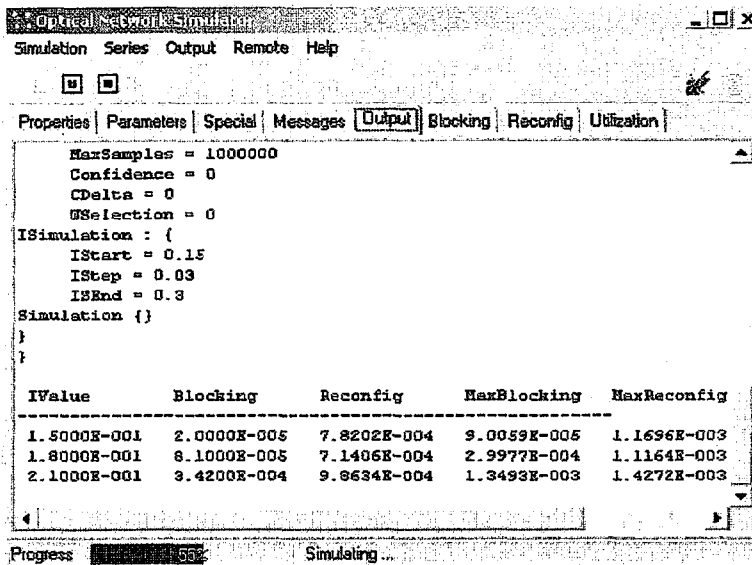 Optical Network Simulator
Simulation Series Output Remote Help
Properties Parameters Special Messages Output Blocking Reconfig Utilization
MaxSamples = 1000000
Confidence = 0
CDelta = 0
WSelection = 0
ISimulation : {
IStart = 0.15
IStep = 0.03
ISEnd = 0.3
Simulation {}
}
}
IValue Blocking Reconfig MaxBlocking MaxReconfig
1.5000E-001 2.0000E-005 7.8202E-004 9.0059E-005 1.1696E-003
1.8000E-001 8.1000E-005 7.1406E-004 2.9977E-004 1.1164E-003
2.1000E-001 3.4200E-004 9.8634E-004 1.3493E-003 1.4272E-003
Progress 55% Simulating ...